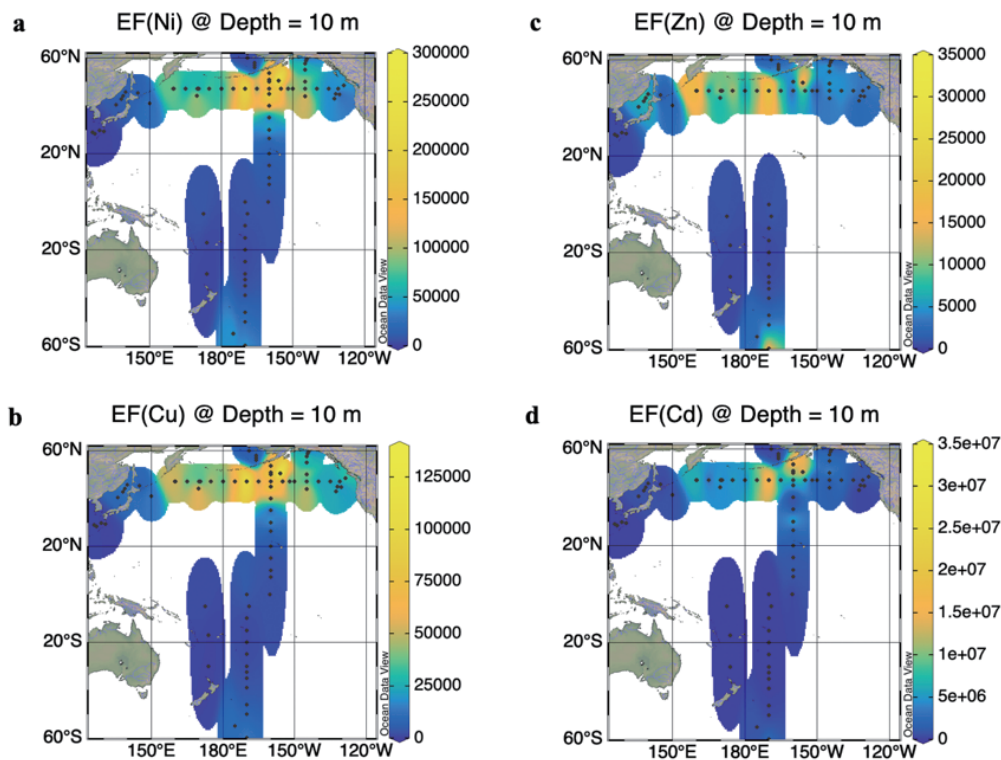 a
EF(Ni) @ Depth = 10 m
60°N
20°N
20°S
60°S
150°E 180°W 150°W 120°W
300000
250000
200000
150000
100000
50000
0
Ocean Data View
c
EF(Zn) @ Depth = 10 m
60°N
20°N
20°S
60°S
150°E 180°W 150°W 120°W
35000
30000
25000
20000
15000
10000
5000
0
Ocean Data View
b
EF(Cu) @ Depth = 10 m
60°N
20°N
20°S
60°S
150°E 180°W 150°W 120°W
125000
100000
75000
50000
25000
0
Ocean Data View
d
EF(Cd) @ Depth = 10 m
60°N
20°N
20°S
60°S
150°E 180°W 150°W 120°W
3.5e+07
3e+07
2.5e+07
2e+07
1.5e+07
1e+07
5e+06
0
Ocean Data View